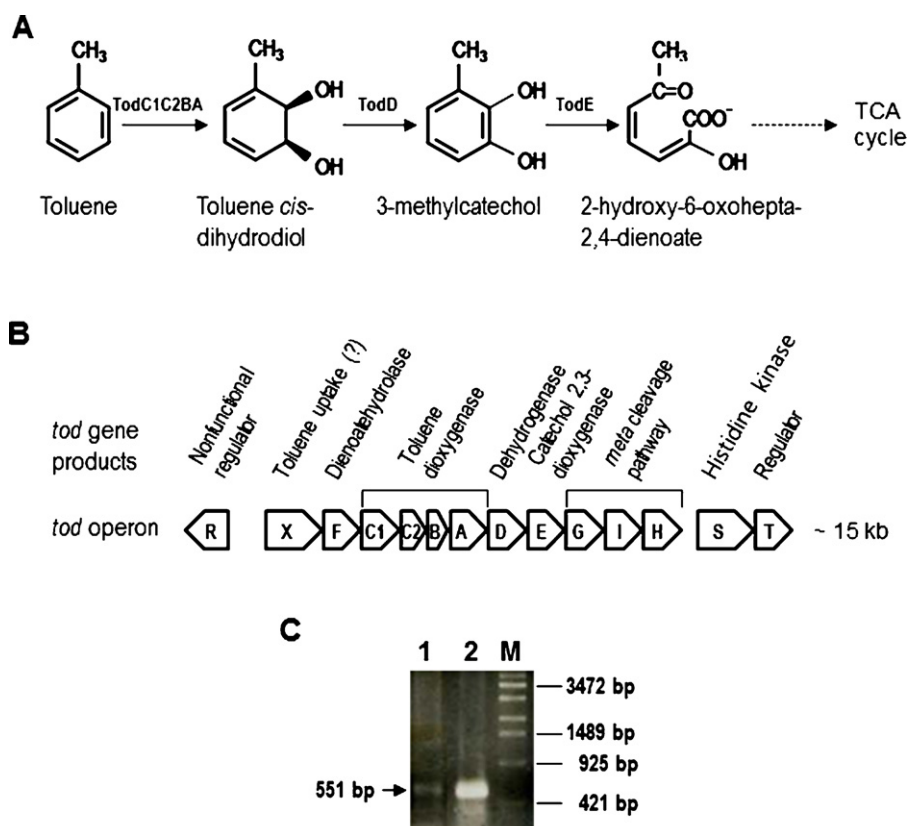 A
CH₃
CH₃
OH
OH
CH₃
OH
OH
CH₃
C=O
COO⁻
OH
TodC1C2BA
TodD
TodE
TCA
cycle
Toluene
Toluene cis-
dihydrodiol
3-methylcatechol
2-hydroxy-6-oxohepta-
2,4-dienoate
B
tod gene
products
Nonfunctional
regulator
Toluene uptake (?)
Dienoatehydrolase
Toluene
dioxygenase
Dehydrogenase
Catechol 2,3-
dioxygenase
meta cleavage
pathway
Histidine kinase
Regulator
tod operon
R X F C1 C2 B A D E G I H S T
~ 15 kb
C
1 2 M
3472 bp
1489 bp
925 bp
551 bp
421 bp